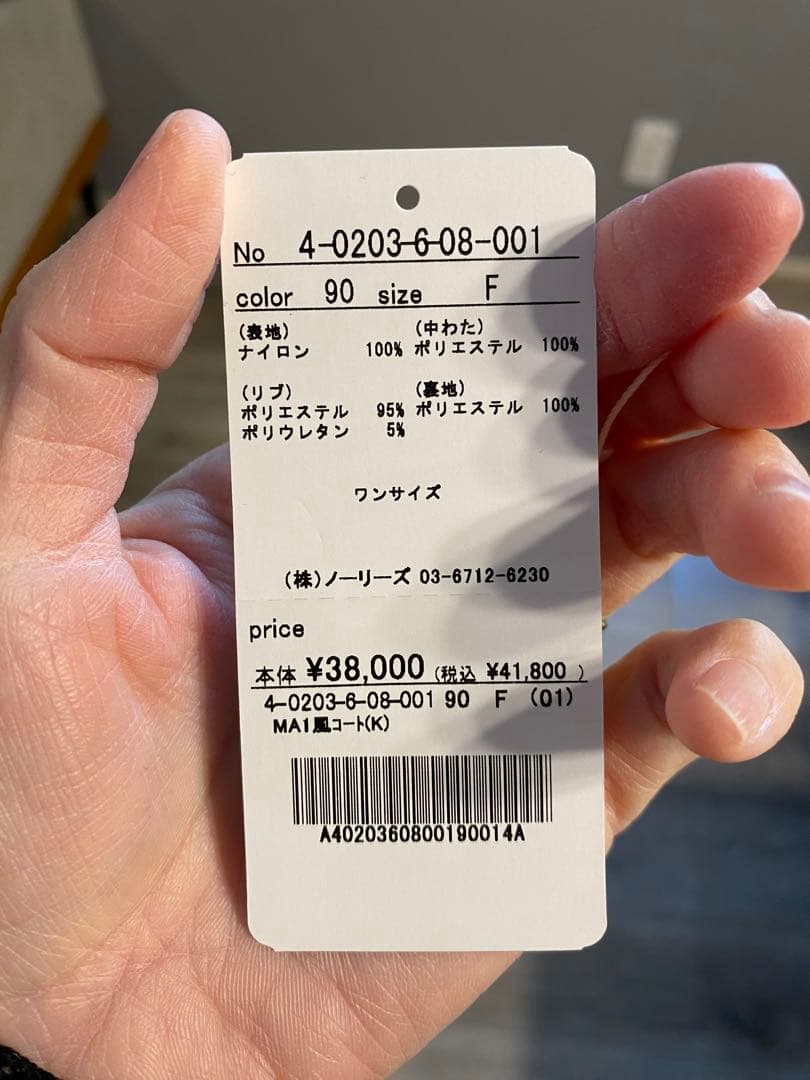 No 4-0203-6-08-001
color 90 size F
(表地) (中わた)
ナイロン 100% ポリエステル 100%
(リブ) (裏地)
ポリエステル 95% ポリエステル 100%
ポリウレタン 5%
ワンサイズ
(株)ノーリーズ 03-6712-6230
price
本体 ¥38,000 (税込 ¥41,800 )
4-0203-6-08-001 90 F (01)
MA1風コート(K)
A4020360800190014A